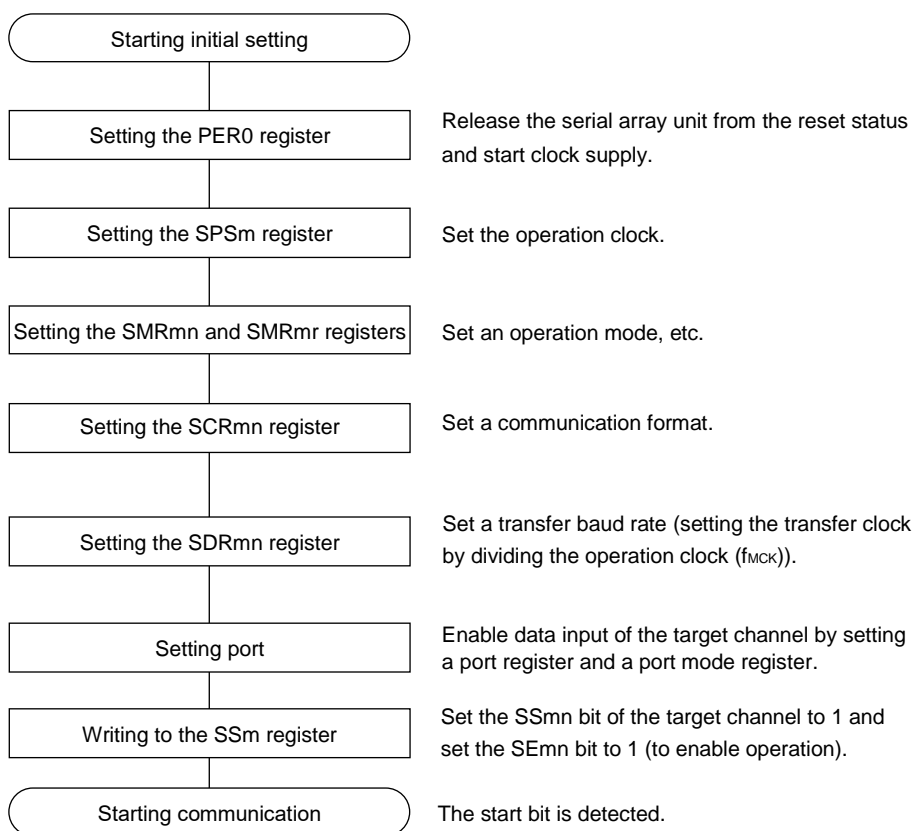 Starting initial setting
Setting the PER0 register
Release the serial array unit from the reset status
and start clock supply.
Setting the SPSm register
Set the operation clock.
Setting the SMRmn and SMRmr registers
Set an operation mode, etc.
Setting the SCRmn register
Set a communication format.
Setting the SDRmn register
Set a transfer baud rate (setting the transfer clock
by dividing the operation clock (fMCK)).
Setting port
Enable data input of the target channel by setting
a port register and a port mode register.
Writing to the SSm register
Set the SSmn bit of the target channel to 1 and
set the SEmn bit to 1 (to enable operation).
Starting communication
The start bit is detected.